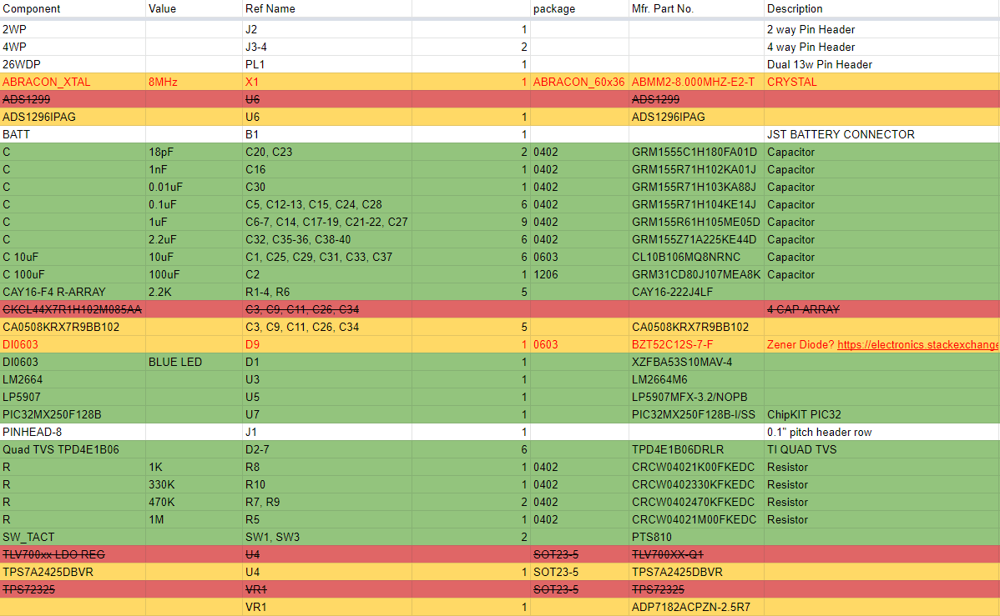 Component Value Ref Name package Mfr. Part No. Description
2WP J2 1 2 way Pin Header
4WP J3-4 2 4 way Pin Header
26WDP PL1 1 Dual 13w Pin Header
ABRACON_XTAL 8MHz X1 1 ABRACON_60x36 ABMM2-8.000MHZ-E2-T CRYSTAL
ADS1299 U6 ADS1299
ADS1296IPAG U6 1 ADS1296IPAG
BATT B1 1 JST BATTERY CONNECTOR
C 18pF C20, C23 2 0402 GRM1555C1H180FA01D Capacitor
C 1nF C16 1 0402 GRM155R71H102KA01J Capacitor
C 0.01uF C30 1 0402 GRM155R71H103KA88J Capacitor
C 0.1uF C5, C12-13, C15, C24, C28 6 0402 GRM155R71H104KE14J Capacitor
C 1uF C6-7, C14, C17-19, C21-22, C27 9 0402 GRM155R61H105ME05D Capacitor
C 2.2uF C32, C35-36, C38-40 6 0402 GRM155Z71A225KE44D Capacitor
C 10uF 10uF C1, C25, C29, C31, C33, C37 6 0603 CL10B106MQ8NRNC Capacitor
C 100uF 100uF C2 1 1206 GRM31CD80J107MEA8K Capacitor
CAY16-F4 R-ARRAY 2.2K R1-4, R6 5 CAY16-222J4LF
CKCL44X7R1H102M085AA C3, C9, C11, C26, C34 4 CAP ARRAY
CA0508KRX7R9BB102 C3, C9, C11, C26, C34 5 CA0508KRX7R9BB102
DI0603 D9 1 0603 BZT52C12S-7-F Zener Diode? https://electronics.stackexchange
DI0603 BLUE LED D1 1 XZFBA53S10MAV-4
LM2664 U3 1 LM2664M6
LP5907 U5 1 LP5907MFX-3.2/NOPB
PIC32MX250F128B U7 1 PIC32MX250F128B-I/SS ChipKIT PIC32
PINHEAD-8 J1 1 0.1" pitch header row
Quad TVS TPD4E1B06 D2-7 6 TPD4E1B06DRLR TI QUAD TVS
R 1K R8 1 0402 CRCW04021K00FKEDC Resistor
R 330K R10 1 0402 CRCW0402330KFKEDC Resistor
R 470K R7, R9 2 0402 CRCW0402470KFKEDC Resistor
R 1M R5 1 0402 CRCW04021M00FKEDC Resistor
SW_TACT SW1, SW3 2 PTS810
TLV700xx LDO REG U4 SOT23-5 TLV700XX-Q1
TPS7A2425DBVR U4 1 SOT23-5 TPS7A2425DBVR
TPS72325 VR1 SOT23-5 TPS72325
VR1 1 ADP7182ACPZN-2.5R7